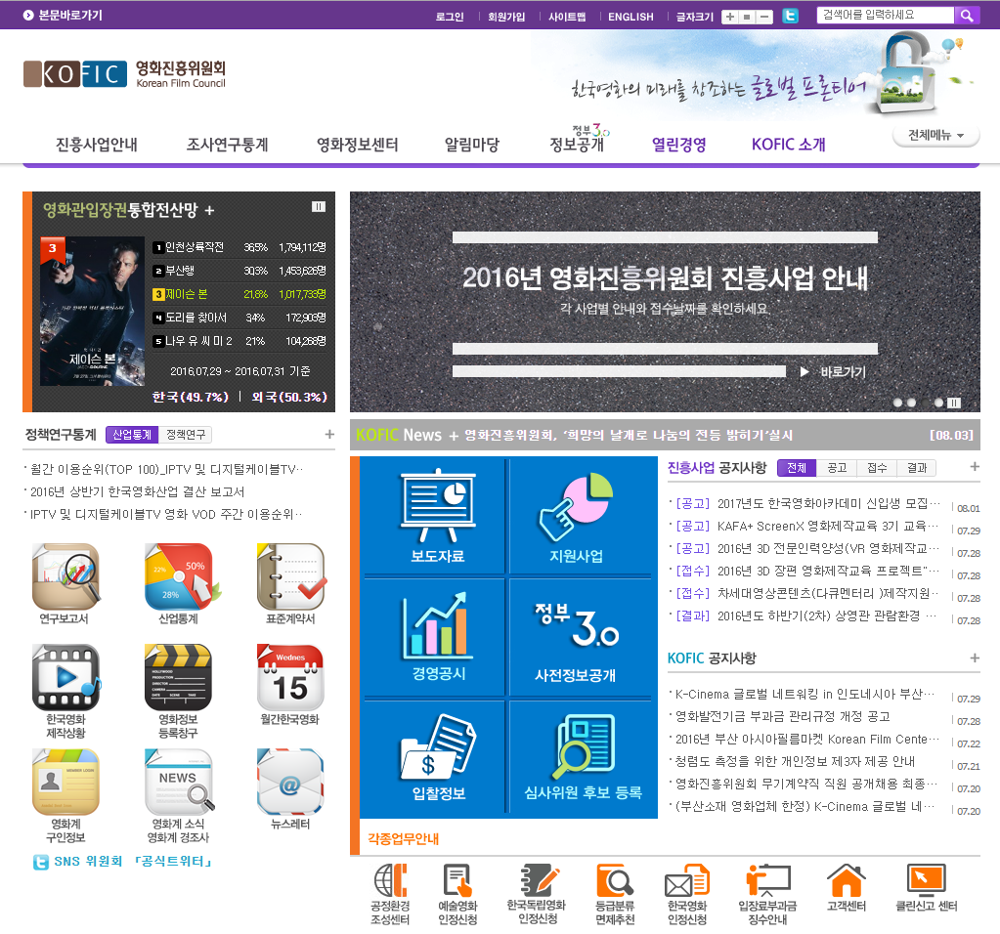 본문바로가기
로그인 회원가입 사이트맵 ENGLISH 글자크기
검색어를 입력하세요
KOFIC 영화진흥위원회
Korean Film Council
한국영화의 미래를 창조하는 글로벌 프론티어
진흥사업안내 조사연구통계 영화정보센터 알림마당 정부3.0 정보공개 열린경영 KOFIC 소개 전체메뉴
영화관입장권통합전산망 +
3
제이슨 본
1 인천상륙작전 36.5% 1,794,112명
2 부산행 30.3% 1,453,626명
3 제이슨 본 21.8% 1,017,733명
4 도리를 찾아서 3.4% 172,903명
5 나우 유 씨 미 2 2.1% 104,268명
2016.07.29 ~ 2016.07.31 기준
한국(49.7%) | 외국(50.3%)
2016년 영화진흥위원회 진흥사업 안내
각 사업별 안내와 접수날짜를 확인하세요
바로가기
정책연구통계 산업통계 정책연구 +
월간 이용순위(TOP 100)_IPTV 및 디지털케이블TV…
2016년 상반기 한국영화산업 결산 보고서
IPTV 및 디지털케이블TV 영화 VOD 주간 이용순위…
KOFIC News + 영화진흥위원회, '희망의 날개로 나눔의 전등 밝히기'실시 [08.03]
22% 50% 28%
연구보고서 산업통계 표준계약서
Wednes
15
한국영화
제작상황
영화정보
등록창구
월간한국영화
NEWS
영화계
구인정보
영화계 소식
영화계 경조사
뉴스레터
SNS 위원회 「공식트위터」
보도자료 지원사업
경영공시
정부3.0
사전정보공개
입찰정보 심사위원 후보 등록
진흥사업 공지사항 전체 공고 접수 결과 +
[공고] 2017년도 한국영화아카데미 신입생 모집… 08.01
[공고] KAFA+ ScreenX 영화제작교육 3기 교육… 07.29
[공고] 2016년 3D 전문인력양성(VR 영화제작교… 07.28
[접수] 2016년 3D 장편 영화제작교육 프로젝트"… 07.28
[접수] 차세대영상콘텐츠(다큐멘터리 )제작지원… 07.28
[결과] 2016년도 하반기(2차) 상영관 관람환경 … 07.28
KOFIC 공지사항 +
K-Cinema 글로벌 네트워킹 in 인도네시아 부산… 07.29
영화발전기금 부과금 관리규정 개정 공고 07.28
2016년 부산 아시아필름마켓 Korean Film Cente… 07.22
청렴도 측정을 위한 개인정보 제3자 제공 안내 07.21
영화진흥위원회 무기계약직 직원 공개채용 최종… 07.20
(부산소재 영화업체 한정) K-Cinema 글로벌 네… 07.20
각종업무안내
공정환경
조성센터
예술영화
인정신청
한국독립영화
인정신청
등급분류
면제추천
한국영화
인정신청
입장료부과금
징수안내
고객센터
클린신고 센터